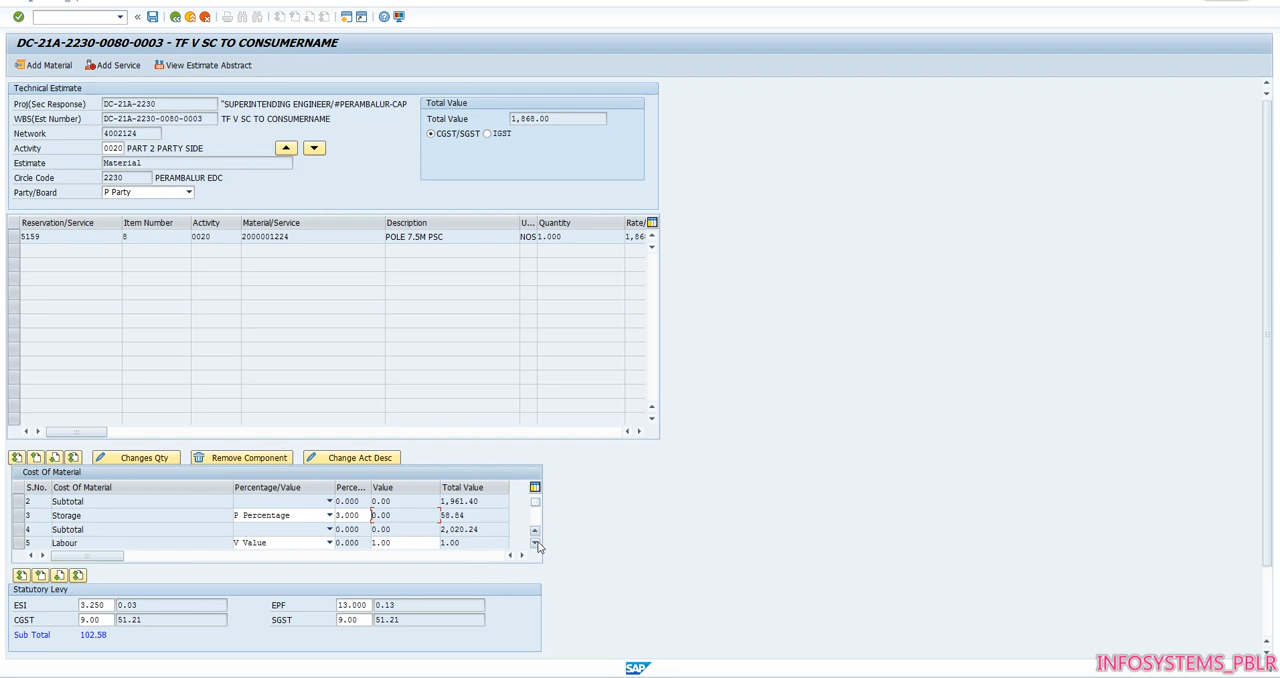 DC-21A-2230-0080-0003 - TF V SC TO CONSUMERNAME
Add Material Add Service View Estimate Abstract
Technical Estimate
Proj(Sec Response) DC-21A-2230 "SUPERINTENDING ENGINEER/#PERAMBALUR-CAP
WBS(Est Number) DC-21A-2230-0080-0003 TF V SC TO CONSUMERNAME
Network 4002124
Activity 0020 PART 2 PARTY SIDE
Estimate Material
Circle Code 2230 PERAMBALUR EDC
Party/Board P Party
Total Value
Total Value 1,868.00
CGST/SGST IGST
Reservation/Service Item Number Activity Material/Service Description U... Quantity Rate/
5159 8 0020 2000001224 POLE 7.5M PSC NOS 1.000 1,86
Changes Qty Remove Component Change Act Desc
Cost Of Material
S.No. Cost Of Material Percentage/Value Perce... Value Total Value
2 Subtotal 0.000 0.00 1,961.40
3 Storage P Percentage 3.000 0.00 58.84
4 Subtotal 0.000 0.00 2,020.24
5 Labour V Value 0.000 1.00 1.00
Statutory Levy
ESI 3.250 0.03 EPF 13.000 0.13
CGST 9.00 51.21 SGST 9.00 51.21
Sub Total 102.58
SAP
INFOSYSTEMS_PBLR